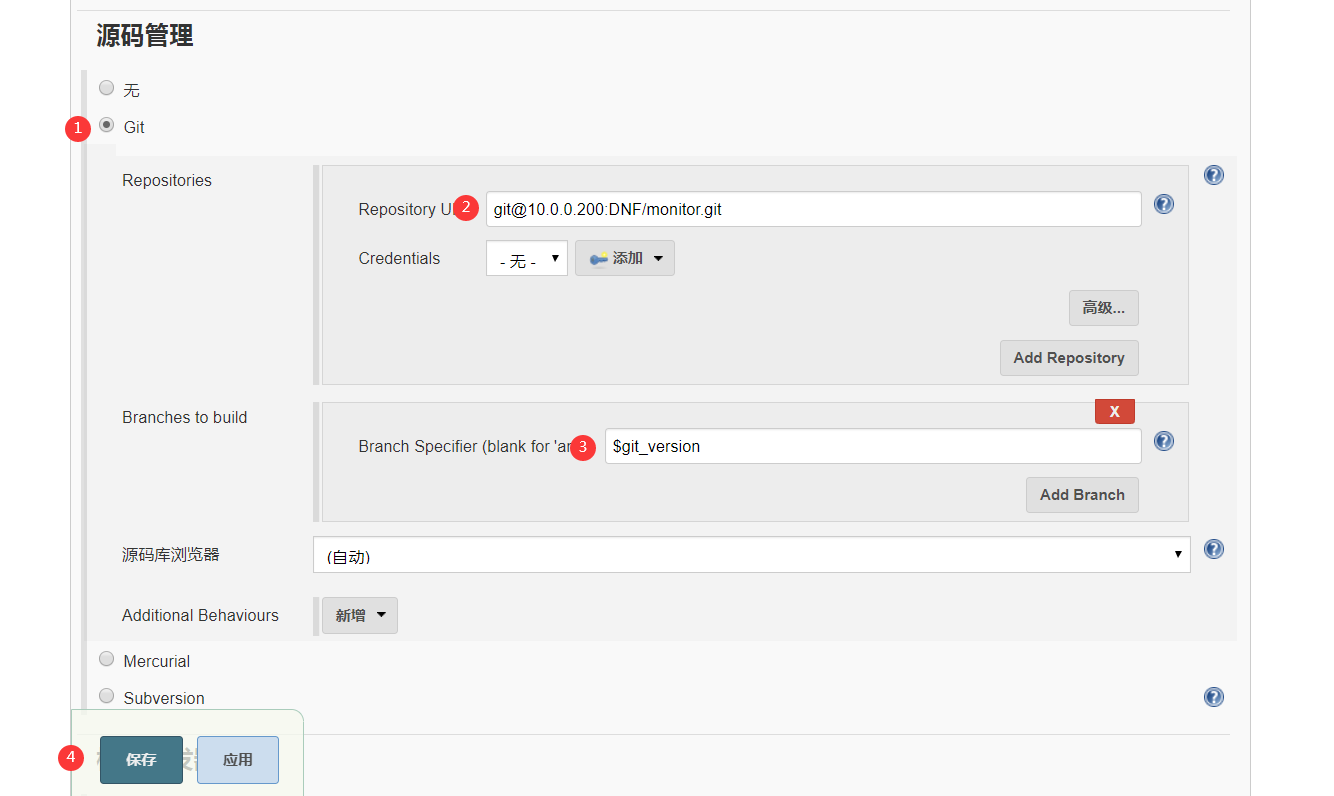 源码管理
无
1
Git
Repositories
Repository U
2
git@10.0.0.200:DNF/monitor.git
Credentials
- 无 -
添加
高级...
Add Repository
Branches to build
X
Branch Specifier (blank for 'an
3
$git_version
Add Branch
源码库浏览器
(自动)
Additional Behaviours
新增
Mercurial
Subversion
4
保存
应用